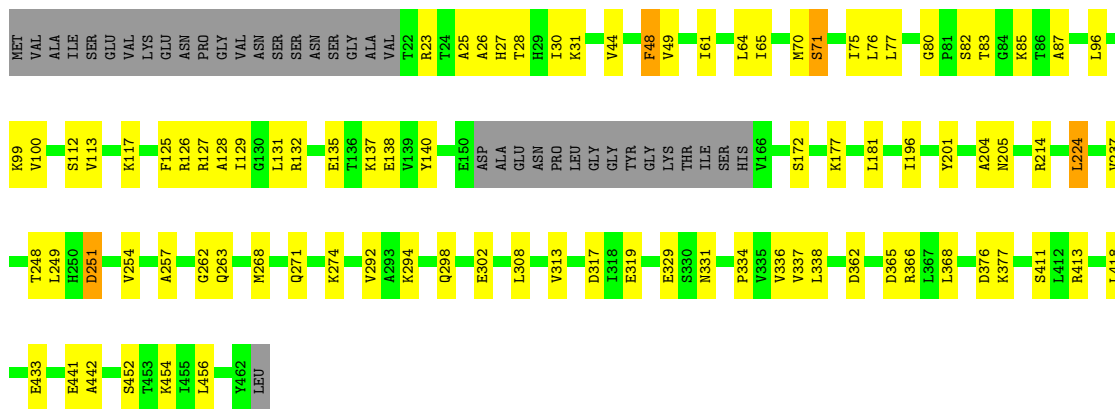 MET VAL ALA ILE SER GLU VAL LYS GLU ASN PRO GLY VAL ASN SER SER ASN SER GLY ALA VAL T22 R23 T24 A25 A26 H27 T28 H29 I30 K31 V44 F48 V49 I61 L64 I65 M70 S71 I75 L76 L77 G80 P81 S82 T83 G84 K85 T86 A87 L96
K99 V100 S112 V113 K117 F125 R126 R127 A128 I129 G130 L131 R132 E135 T136 K137 E138 V139 Y140 E150 ASP ALA GLU ASN PRO LEU GLY GLY TYR GLY LYS THR ILE SER HIS V166 S172 K177 L181 I196 Y201 A204 N205 R214 L224
T248 L249 H250 D251 V254 A257 G262 Q263 M268 Q271 K274 V292 A293 K294 Q298 E302 L308 V313 D317 I318 E319 E329 S330 N331 P334 V335 V336 V337 L338 D362 D365 R366 L367 L368 D376 K377 S411 L412 R413
E433 E441 A442 S452 T453 K454 I455 L456 Y462 LEU